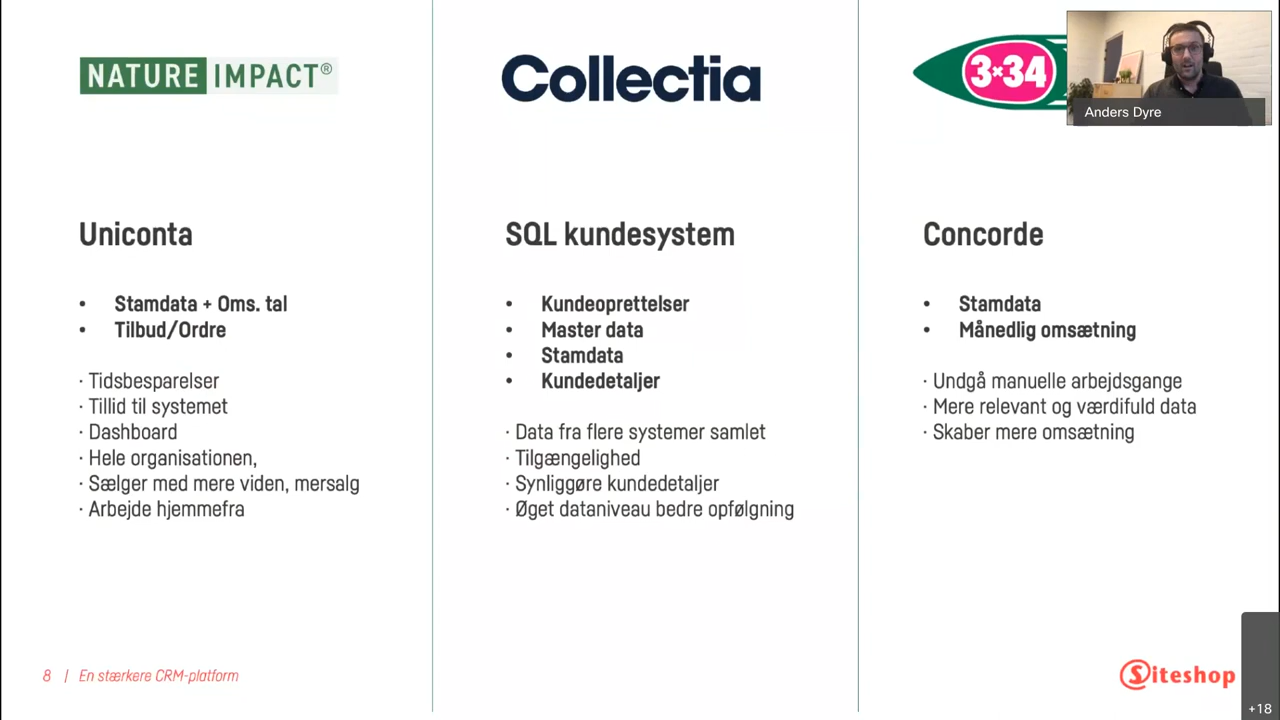 NATURE IMPACT®
Uniconta
• Stamdata + Oms. tal
• Tilbud/Ordre
· Tidsbesparelser
· Tillid til systemet
· Dashboard
· Hele organisationen,
· Sælger med mere viden, mersalg
· Arbejde hjemmefra
Collectia
SQL kundesystem
• Kundeoprettelser
• Master data
• Stamdata
• Kundedetaljer
· Data fra flere systemer samlet
· Tilgængelighed
· Synliggøre kundedetaljer
· Øget dataniveau bedre opfølgning
3×34
Anders Dyre
Concorde
• Stamdata
• Månedlig omsætning
· Undgå manuelle arbejdsgange
· Mere relevant og værdifuld data
· Skaber mere omsætning
8 | En stærkere CRM-platform
Siteshop
+18